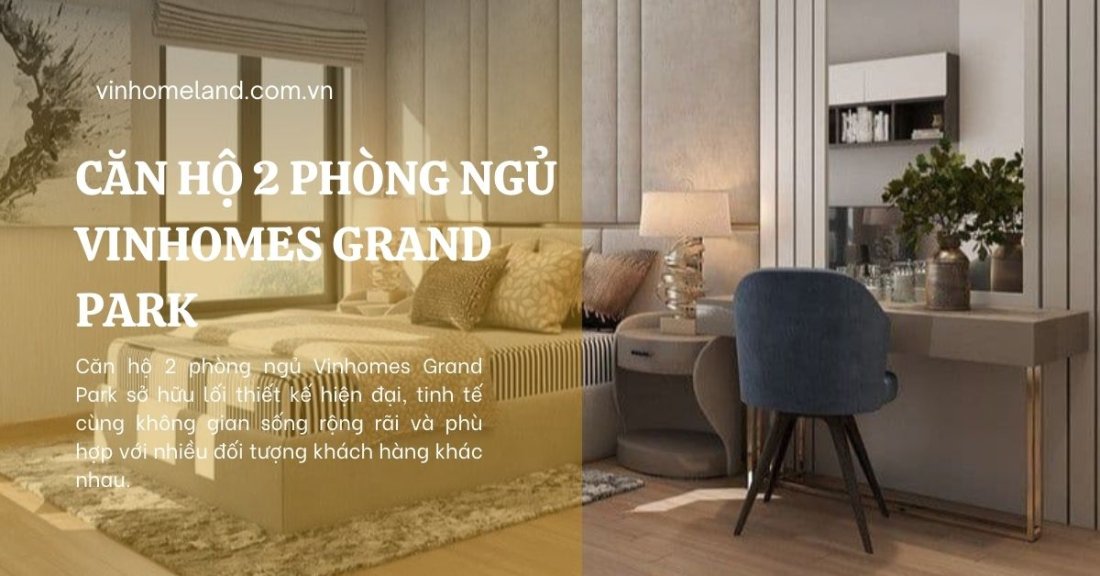 vinhomeland.com.vn
CĂN HỘ 2 PHÒNG NGỦ
VINHOMES GRAND
PARK
Căn hộ 2 phòng ngủ Vinhomes Grand
Park sở hữu lối thiết kế hiện đại, tinh tế
cùng không gian sống rộng rãi và phù
hợp với nhiều đối tượng khách hàng khác
nhau.